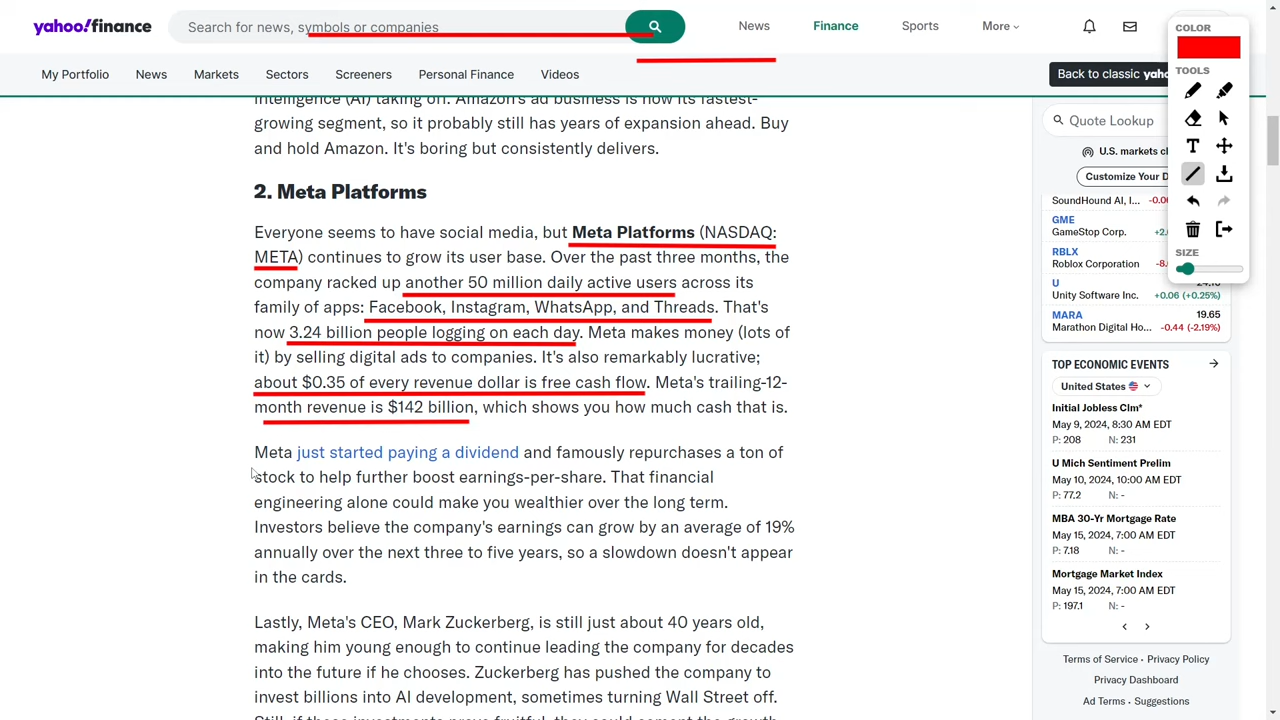 yahoo!finance
Search for news, symbols or companies
News
Finance
Sports
More
My Portfolio
News
Markets
Sectors
Screeners
Personal Finance
Videos
Back to classic
intelligence (AI) taking off. Amazon's ad business is now its fastest-
growing segment, so it probably still has years of expansion ahead. Buy
and hold Amazon. It's boring but consistently delivers.
2. Meta Platforms
Everyone seems to have social media, but Meta Platforms (NASDAQ:
META) continues to grow its user base. Over the past three months, the
company racked up another 50 million daily active users across its
family of apps: Facebook, Instagram, WhatsApp, and Threads. That's
now 3.24 billion people logging on each day. Meta makes money (lots of
it) by selling digital ads to companies. It's also remarkably lucrative;
about $0.35 of every revenue dollar is free cash flow. Meta's trailing-12-
month revenue is $142 billion, which shows you how much cash that is.
Meta just started paying a dividend and famously repurchases a ton of
stock to help further boost earnings-per-share. That financial
engineering alone could make you wealthier over the long term.
Investors believe the company's earnings can grow by an average of 19%
annually over the next three to five years, so a slowdown doesn't appear
in the cards.
Lastly, Meta's CEO, Mark Zuckerberg, is still just about 40 years old,
making him young enough to continue leading the company for decades
into the future if he chooses. Zuckerberg has pushed the company to
invest billions into AI development, sometimes turning Wall Street off.
Quote Lookup
U.S. markets
Customize Your
SoundHound AI, I...
GME
GameStop Corp.
RBLX
Roblox Corporation
U
Unity Software Inc. +0.06 (+0.25%)
MARA 19.65
Marathon Digital Ho... -0.44 (-2.19%)
TOP ECONOMIC EVENTS
United States
Initial Jobless Clm*
May 9, 2024, 8:30 AM EDT
P: 208 N: 231
U Mich Sentiment Prelim
May 10, 2024, 10:00 AM EDT
P: 77.2 N: -
MBA 30-Yr Mortgage Rate
May 15, 2024, 7:00 AM EDT
P: 7.18 N: -
Mortgage Market Index
May 15, 2024, 7:00 AM EDT
P: 197.1 N: -
Terms of Service • Privacy Policy
Privacy Dashboard
Ad Terms • Suggestions
COLOR
TOOLS
T
SIZE